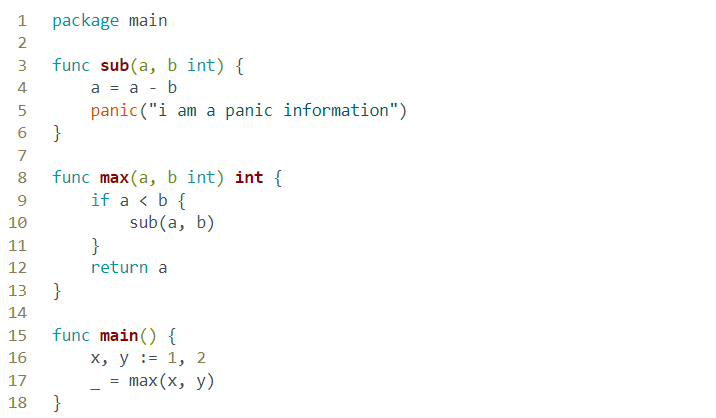 1 package main
2
3 func sub(a, b int) {
4     a = a - b
5     panic("i am a panic information")
6 }
7
8 func max(a, b int) int {
9     if a < b {
10         sub(a, b)
11     }
12     return a
13 }
14
15 func main() {
16     x, y := 1, 2
17     _ = max(x, y)
18 }